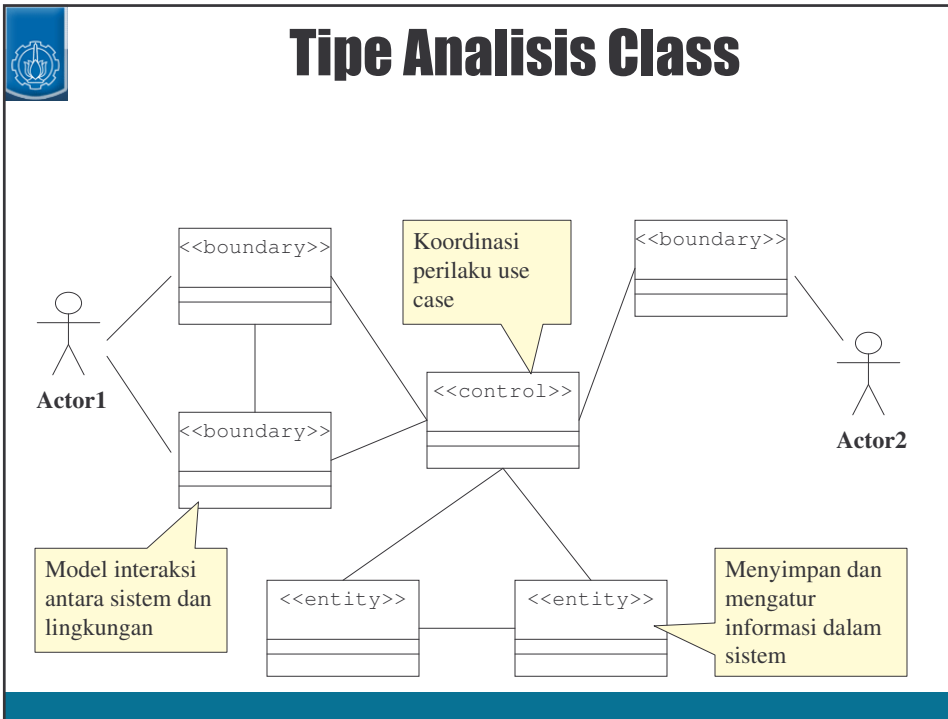 Tipe Analisis Class
<<boundary>>
Koordinasi
perilaku use
case
<<boundary>>
Actor1
<<control>>
<<boundary>>
Actor2
Model interaksi
antara sistem dan
lingkungan
<<entity>>
<<entity>>
Menyimpan dan
mengatur
informasi dalam
sistem